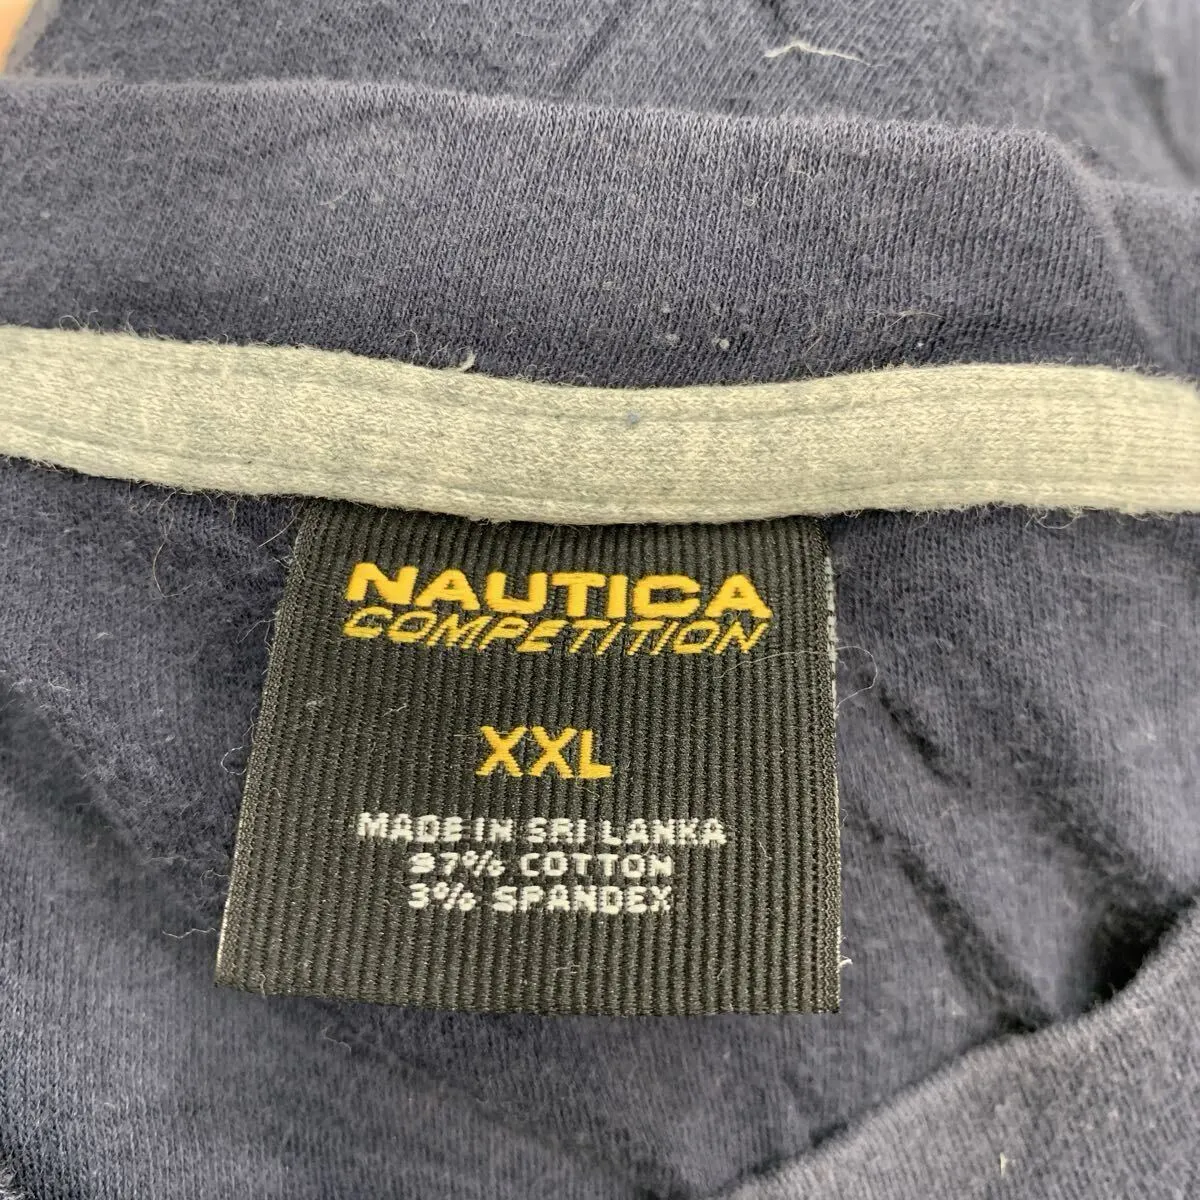 NAUTICA
COMPETITION
XXL
MADE IN SRI LANKA
97% COTTON
3% SPANDEX